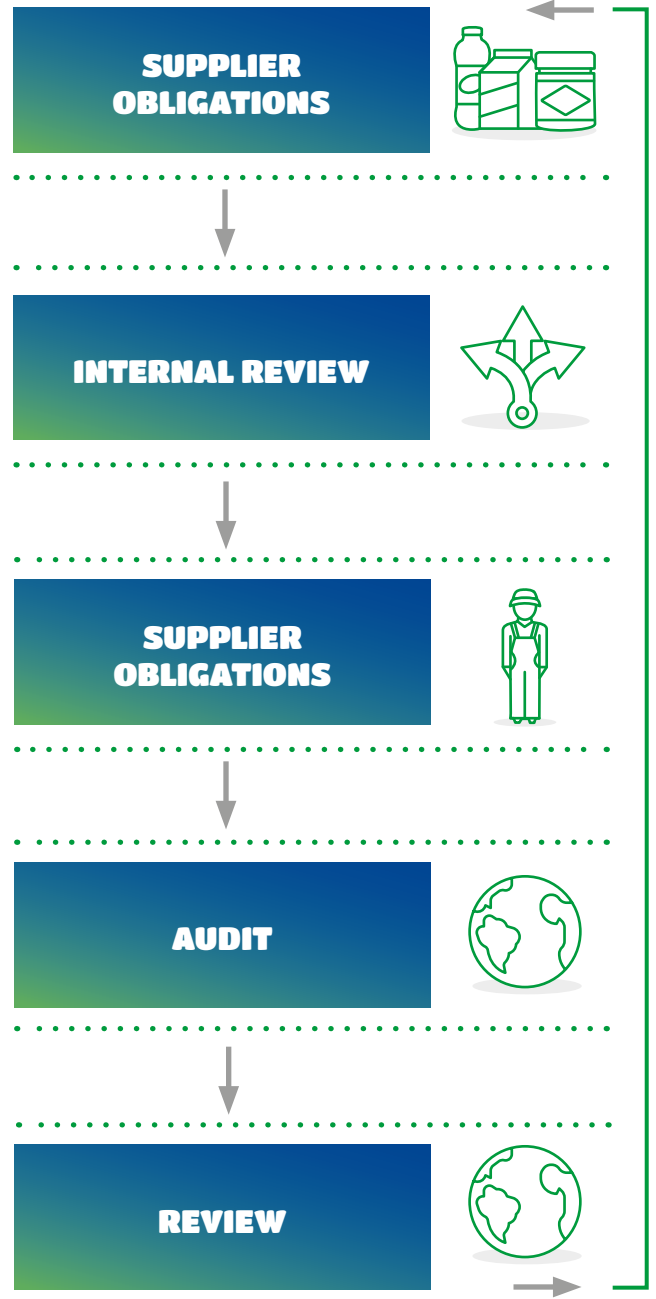 SUPPLIER
OBLIGATIONS
INTERNAL REVIEW
SUPPLIER
OBLIGATIONS
AUDIT
REVIEW